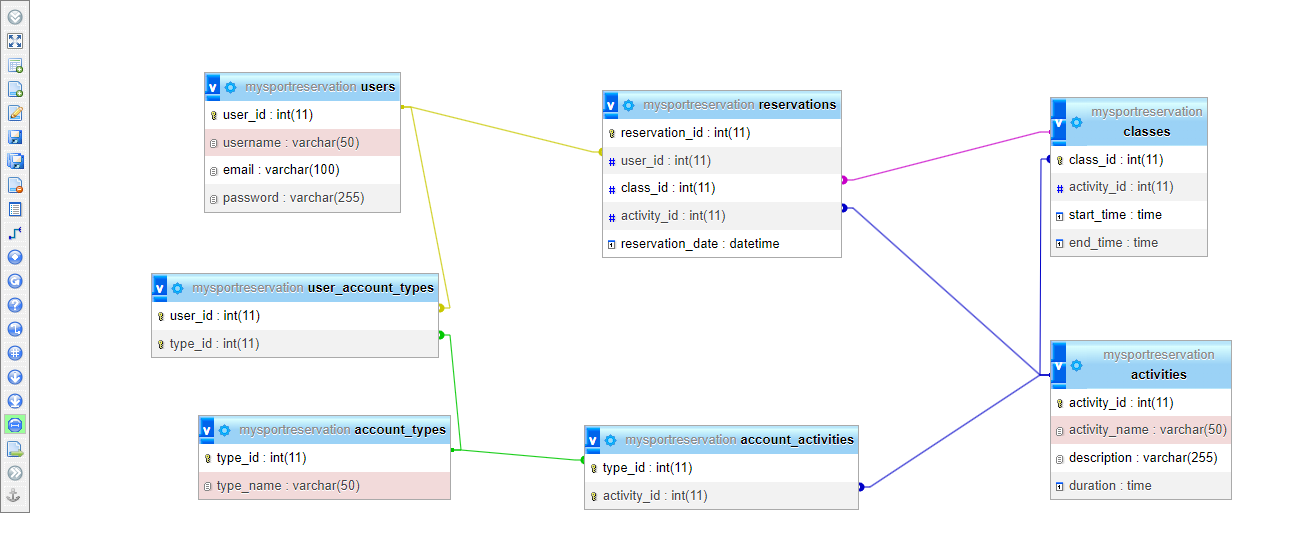 mysportreservation users
user_id : int(11)
username : varchar(50)
email : varchar(100)
password : varchar(255)
mysportreservation reservations
reservation_id : int(11)
user_id : int(11)
class_id : int(11)
activity_id : int(11)
reservation_date : datetime
mysportreservation
classes
class_id : int(11)
activity_id : int(11)
start_time : time
end_time : time
mysportreservation user_account_types
user_id : int(11)
type_id : int(11)
mysportreservation
activities
activity_id : int(11)
activity_name : varchar(50)
description : varchar(255)
duration : time
mysportreservation account_types
type_id : int(11)
type_name : varchar(50)
mysportreservation account_activities
type_id : int(11)
activity_id : int(11)